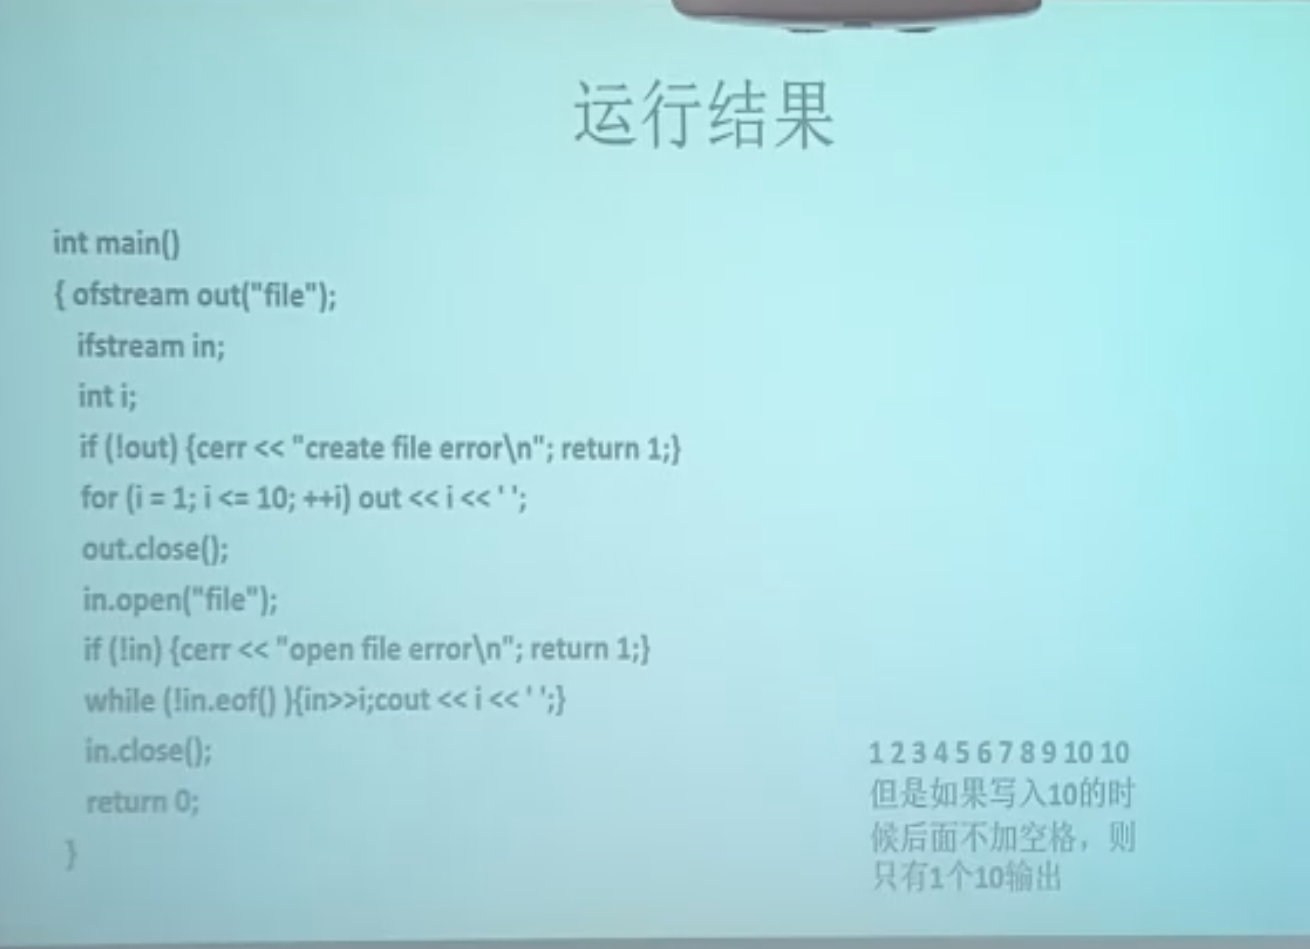 运行结果
int main()
{ ofstream out("file");
ifstream in;
int i;
if (!out) {cerr << "create file error\n"; return 1;}
for (i = 1; i <= 10; ++i) out << i << ' ';
out.close();
in.open("file");
if (!in) {cerr << "open file error\n"; return 1;}
while (!in.eof() ){in>>i;cout << i << ' ';}
in.close();
return 0;
}
1 2 3 4 5 6 7 8 9 10 10
但是如果写入10的时
候后面不加空格，则
只有1个10输出